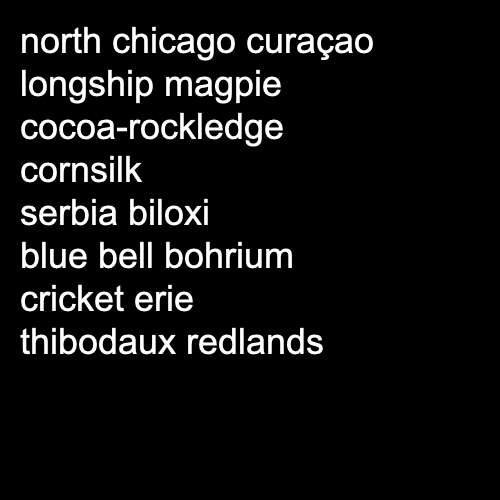 north chicago curaçao
longship magpie
cocoa-rockledge
cornsilk
serbia biloxi
blue bell bohrium
cricket erie
thibodaux redlands